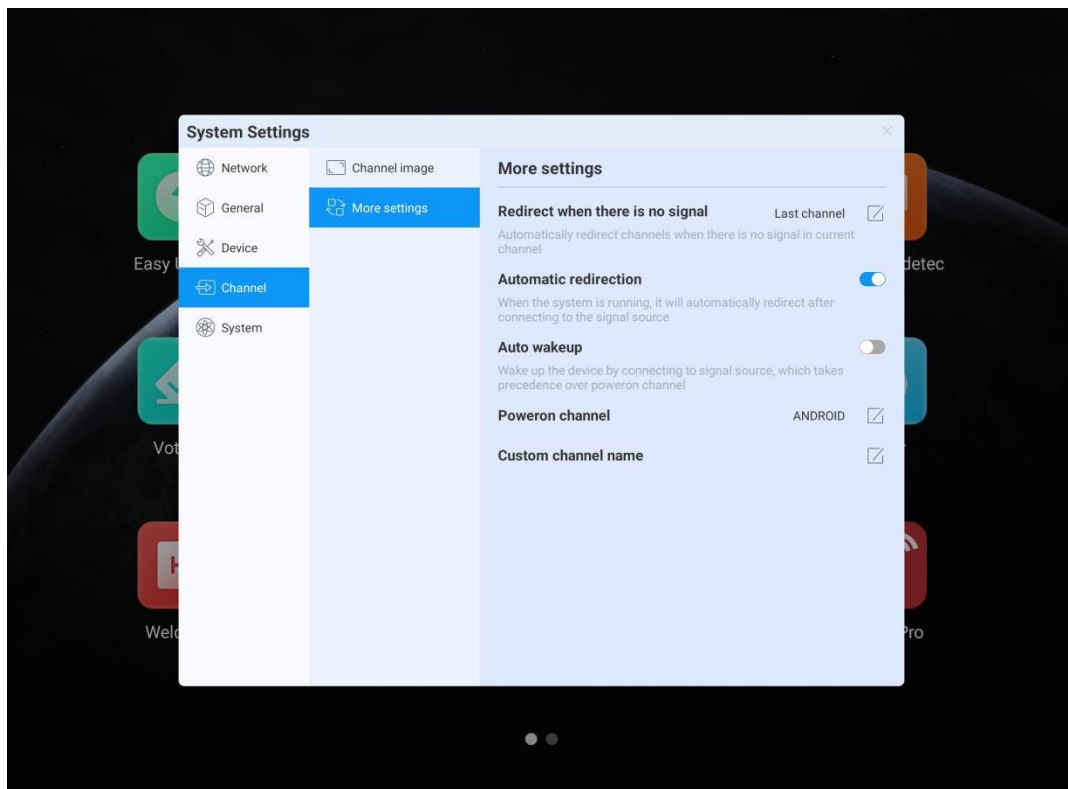 System Settings
Network
General
Device
Channel
System
Channel image
More settings
More settings
Redirect when there is no signal
Last channel
Automatically redirect channels when there is no signal in current
channel
Automatic redirection
When the system is running, it will automatically redirect after
connecting to the signal source
Auto wakeup
Wake up the device by connecting to signal source, which takes
precedence over poweron channel
Poweron channel
ANDROID
Custom channel name
Easy
detec
Vot
Welc
Pro